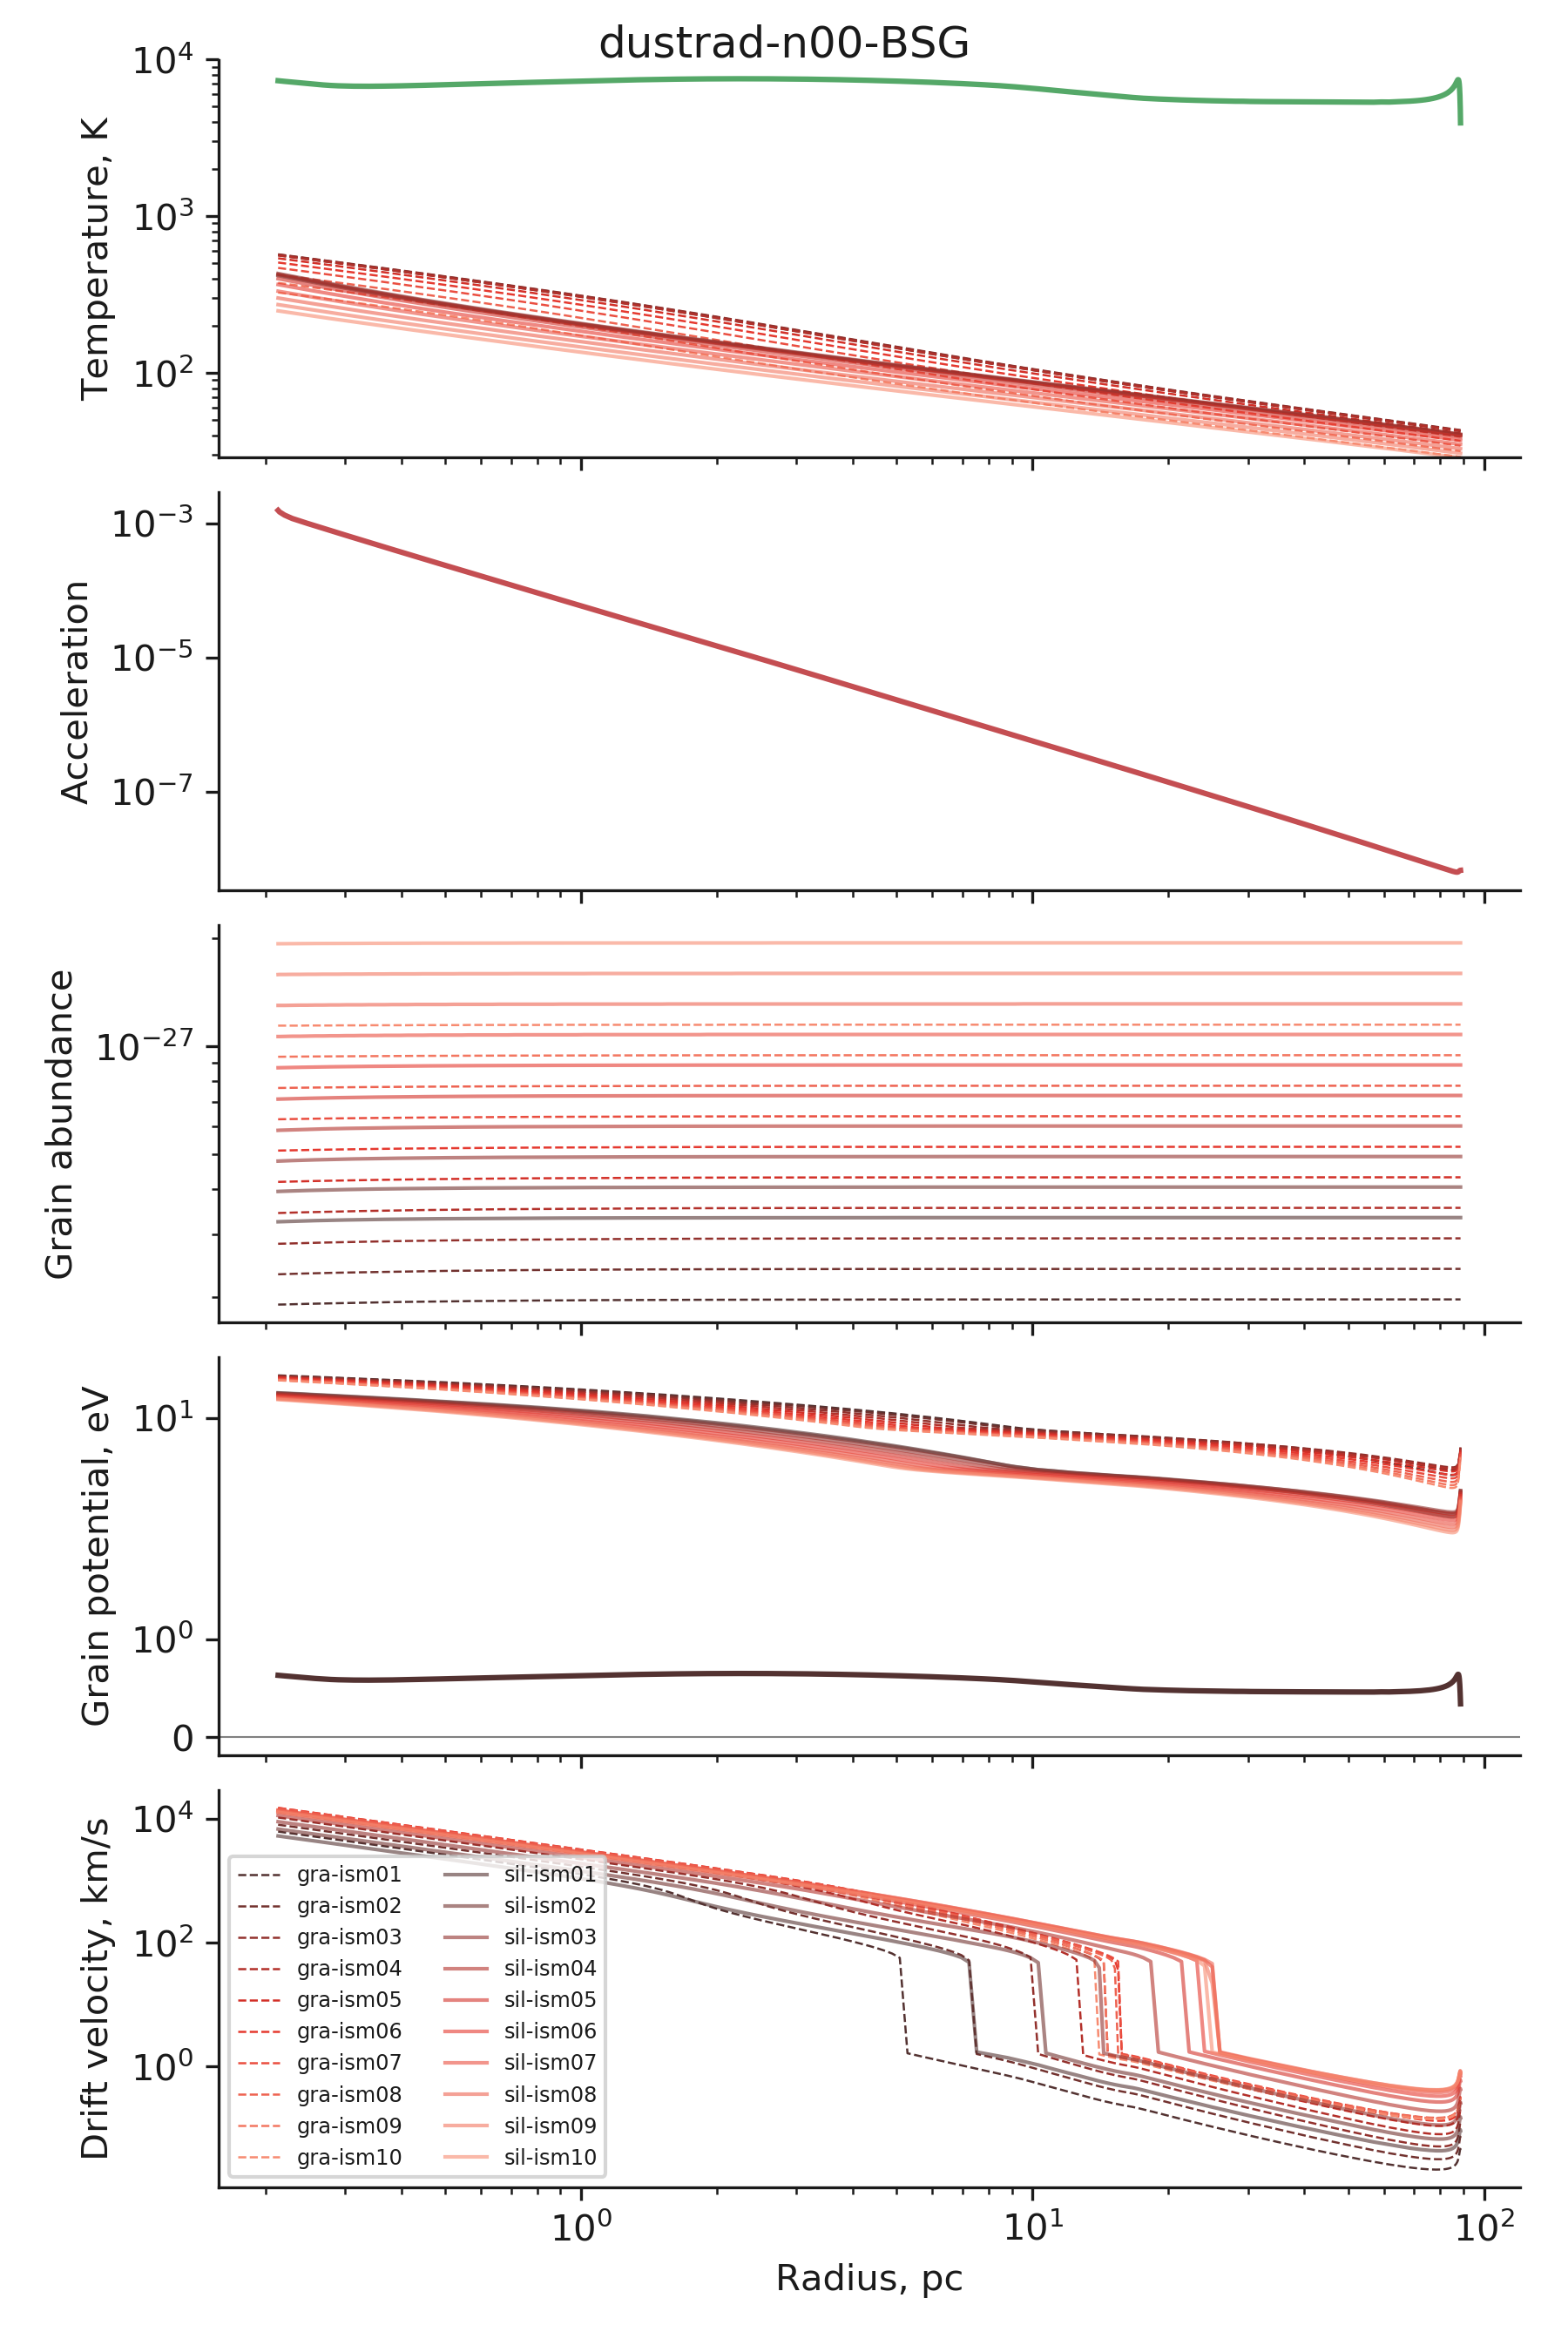 dustrad-n00-BSG
10^4
10^3
10^2
Temperature, K
10^−3
10^−5
10^−7
Acceleration
10^−27
Grain abundance
10^1
10^0
0
Grain potential, eV
10^4
10^2
10^0
Drift velocity, km/s
gra-ism01 sil-ism01
gra-ism02 sil-ism02
gra-ism03 sil-ism03
gra-ism04 sil-ism04
gra-ism05 sil-ism05
gra-ism06 sil-ism06
gra-ism07 sil-ism07
gra-ism08 sil-ism08
gra-ism09 sil-ism09
gra-ism10 sil-ism10
10^0 10^1 10^2
Radius, pc